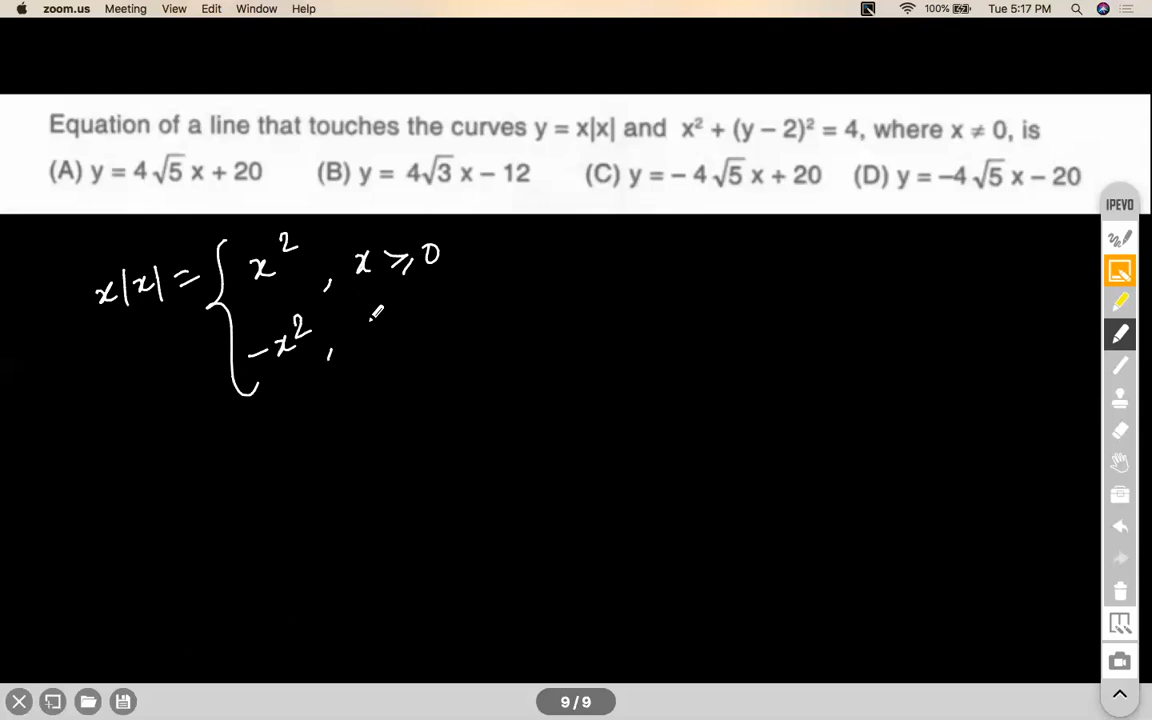 zoom.us Meeting View Edit Window Help 100% Tue 5:17 PM
Equation of a line that touches the curves y = x|x| and x² + (y – 2)² = 4, where x ≠ 0, is
(A) y = 4√5 x + 20 (B) y = 4√3 x – 12 (C) y = – 4√5 x + 20 (D) y = –4√5 x – 20
IPEVO
x|x| = { x² , x ⩾ 0
-x² ,
9 / 9